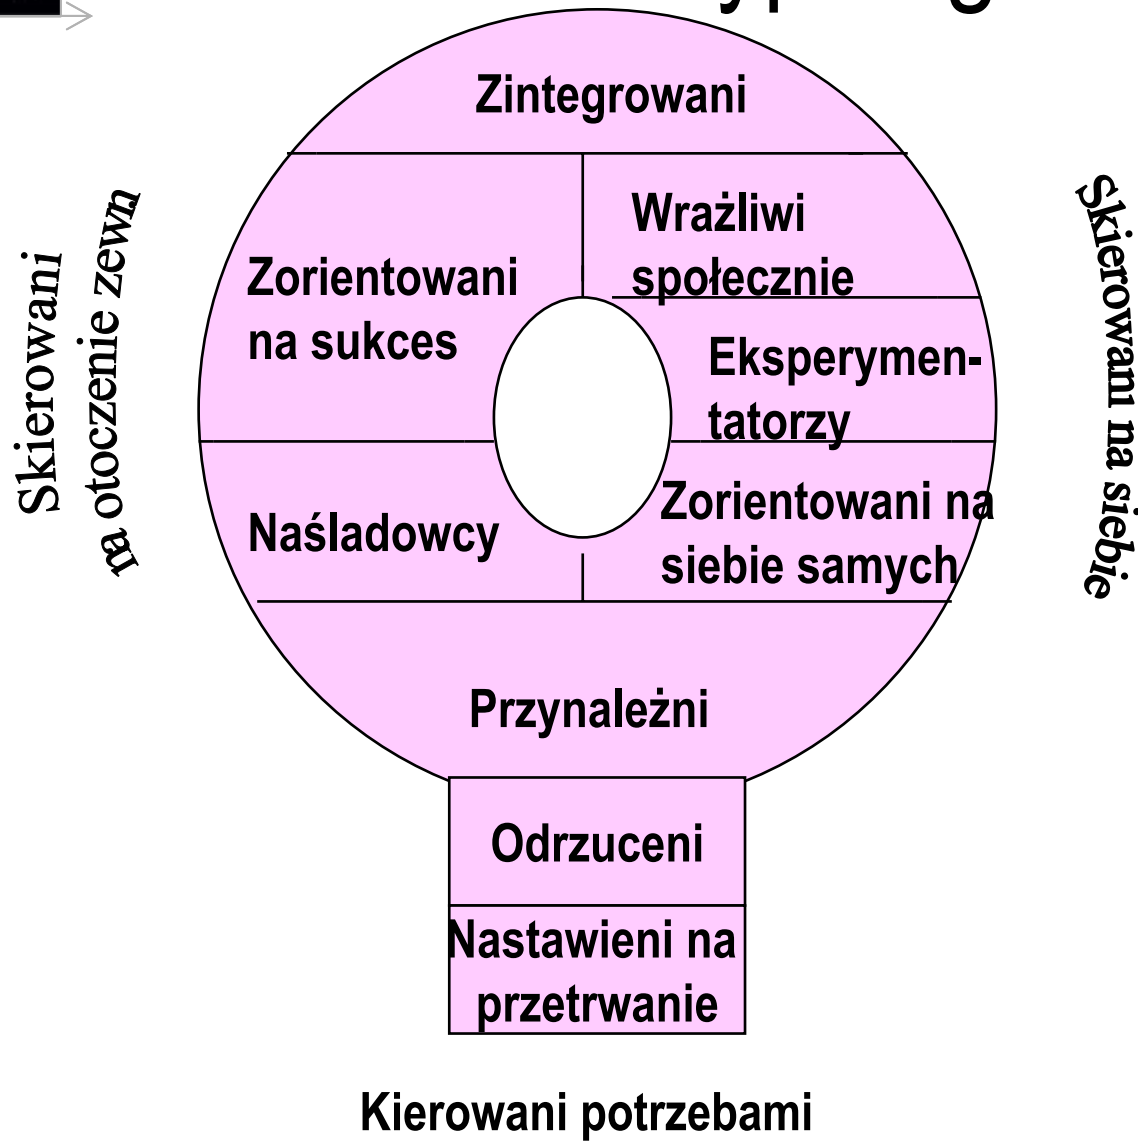 Zintegrowani
Wrażliwi
społecznie
Zorientowani
na sukces
Eksperymen-
tatorzy
Naśladowcy
Zorientowani na
siebie samych
Przynależni
Odrzuceni
Nastawieni na
przetrwanie
Kierowani potrzebami
Skierowani
na otoczenie zewn
Skierowani na siebie